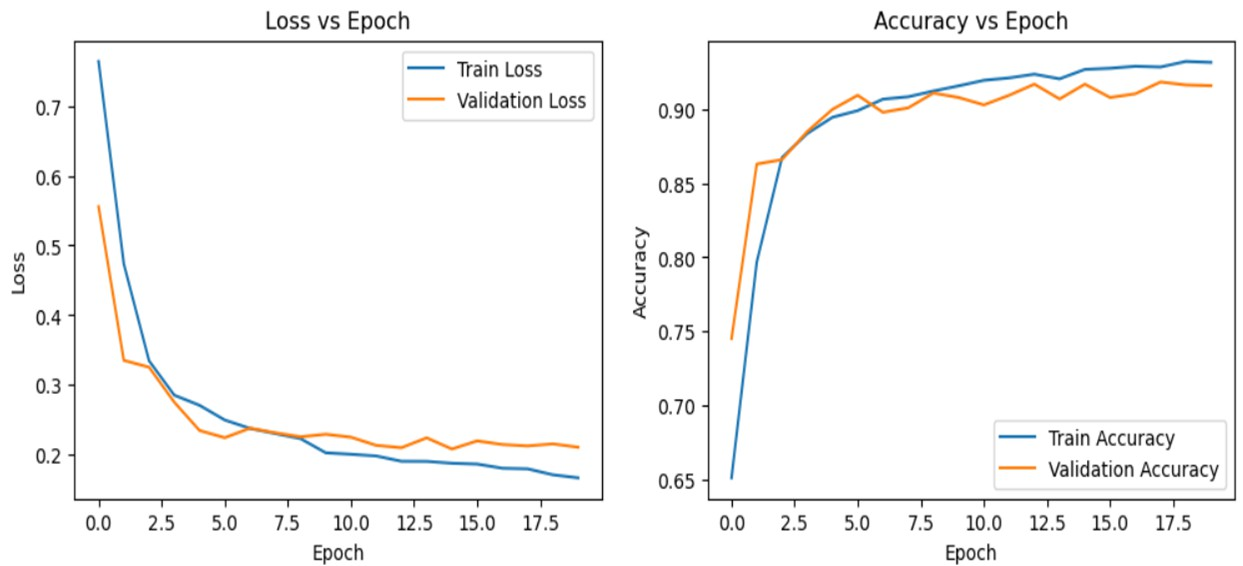 Loss vs Epoch
Train Loss
Validation Loss
0.7
0.6
0.5
0.4
0.3
0.2
Loss
0.0 2.5 5.0 7.5 10.0 12.5 15.0 17.5
Epoch
Accuracy vs Epoch
0.90
0.85
0.80
0.75
0.70
0.65
Accuracy
Train Accuracy
Validation Accuracy
0.0 2.5 5.0 7.5 10.0 12.5 15.0 17.5
Epoch